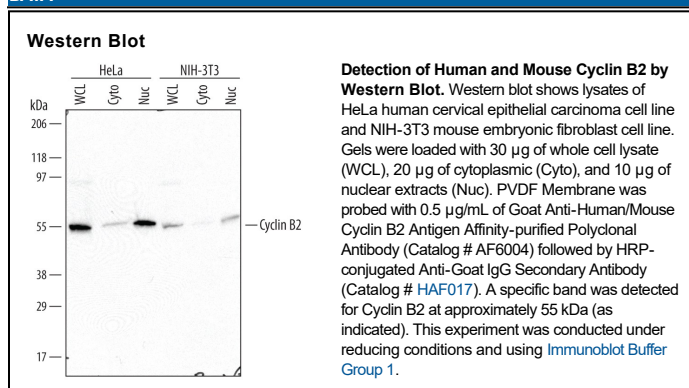 Western Blot
HeLa NIH-3T3
WCL Cyto Nuc WCL Cyto Nuc
kDa
206
118
97
55
Cyclin B2
38
29
17
Detection of Human and Mouse Cyclin B2 by
Western Blot. Western blot shows lysates of
HeLa human cervical epithelial carcinoma cell line
and NIH-3T3 mouse embryonic fibroblast cell line.
Gels were loaded with 30 µg of whole cell lysate
(WCL), 20 µg of cytoplasmic (Cyto), and 10 µg of
nuclear extracts (Nuc). PVDF Membrane was
probed with 0.5 µg/mL of Goat Anti-Human/Mouse
Cyclin B2 Antigen Affinity-purified Polyclonal
Antibody (Catalog # AF6004) followed by HRP-
conjugated Anti-Goat IgG Secondary Antibody
(Catalog # HAF017). A specific band was detected
for Cyclin B2 at approximately 55 kDa (as
indicated). This experiment was conducted under
reducing conditions and using Immunoblot Buffer
Group 1.